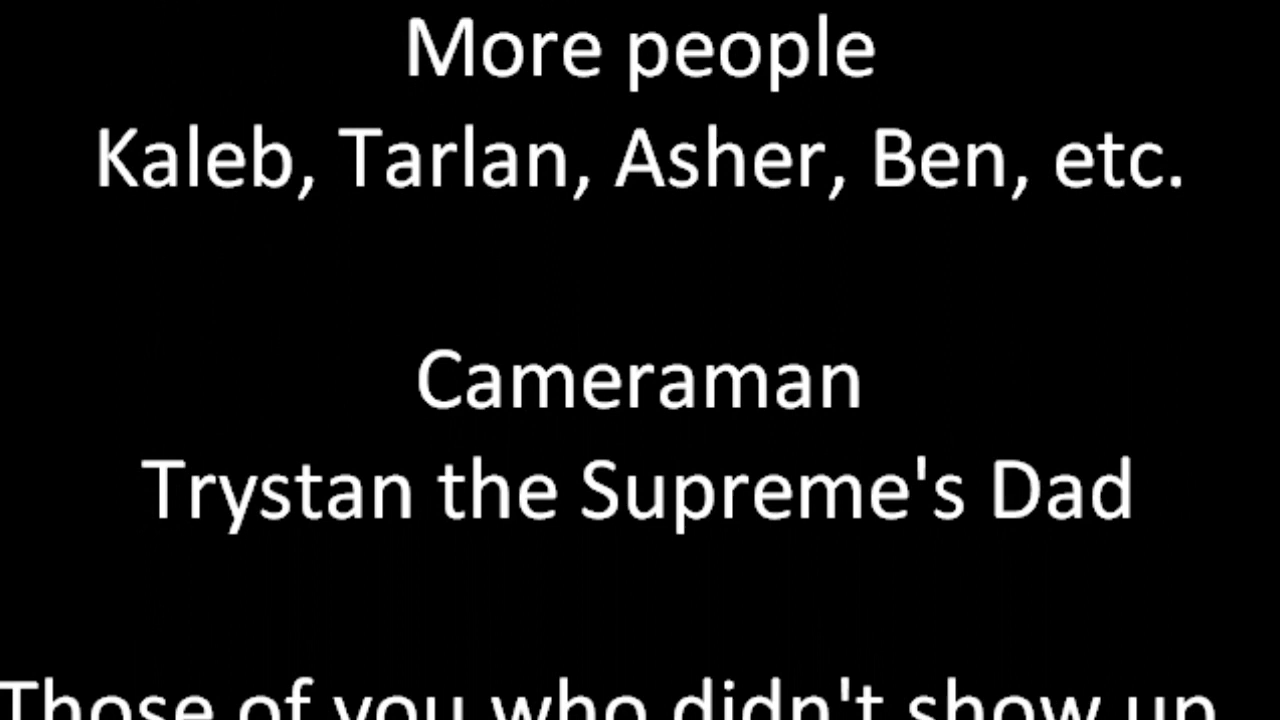 More people
Kaleb, Tarlan, Asher, Ben, etc.
Cameraman
Trystan the Supreme's Dad
Those of you who didn't show up